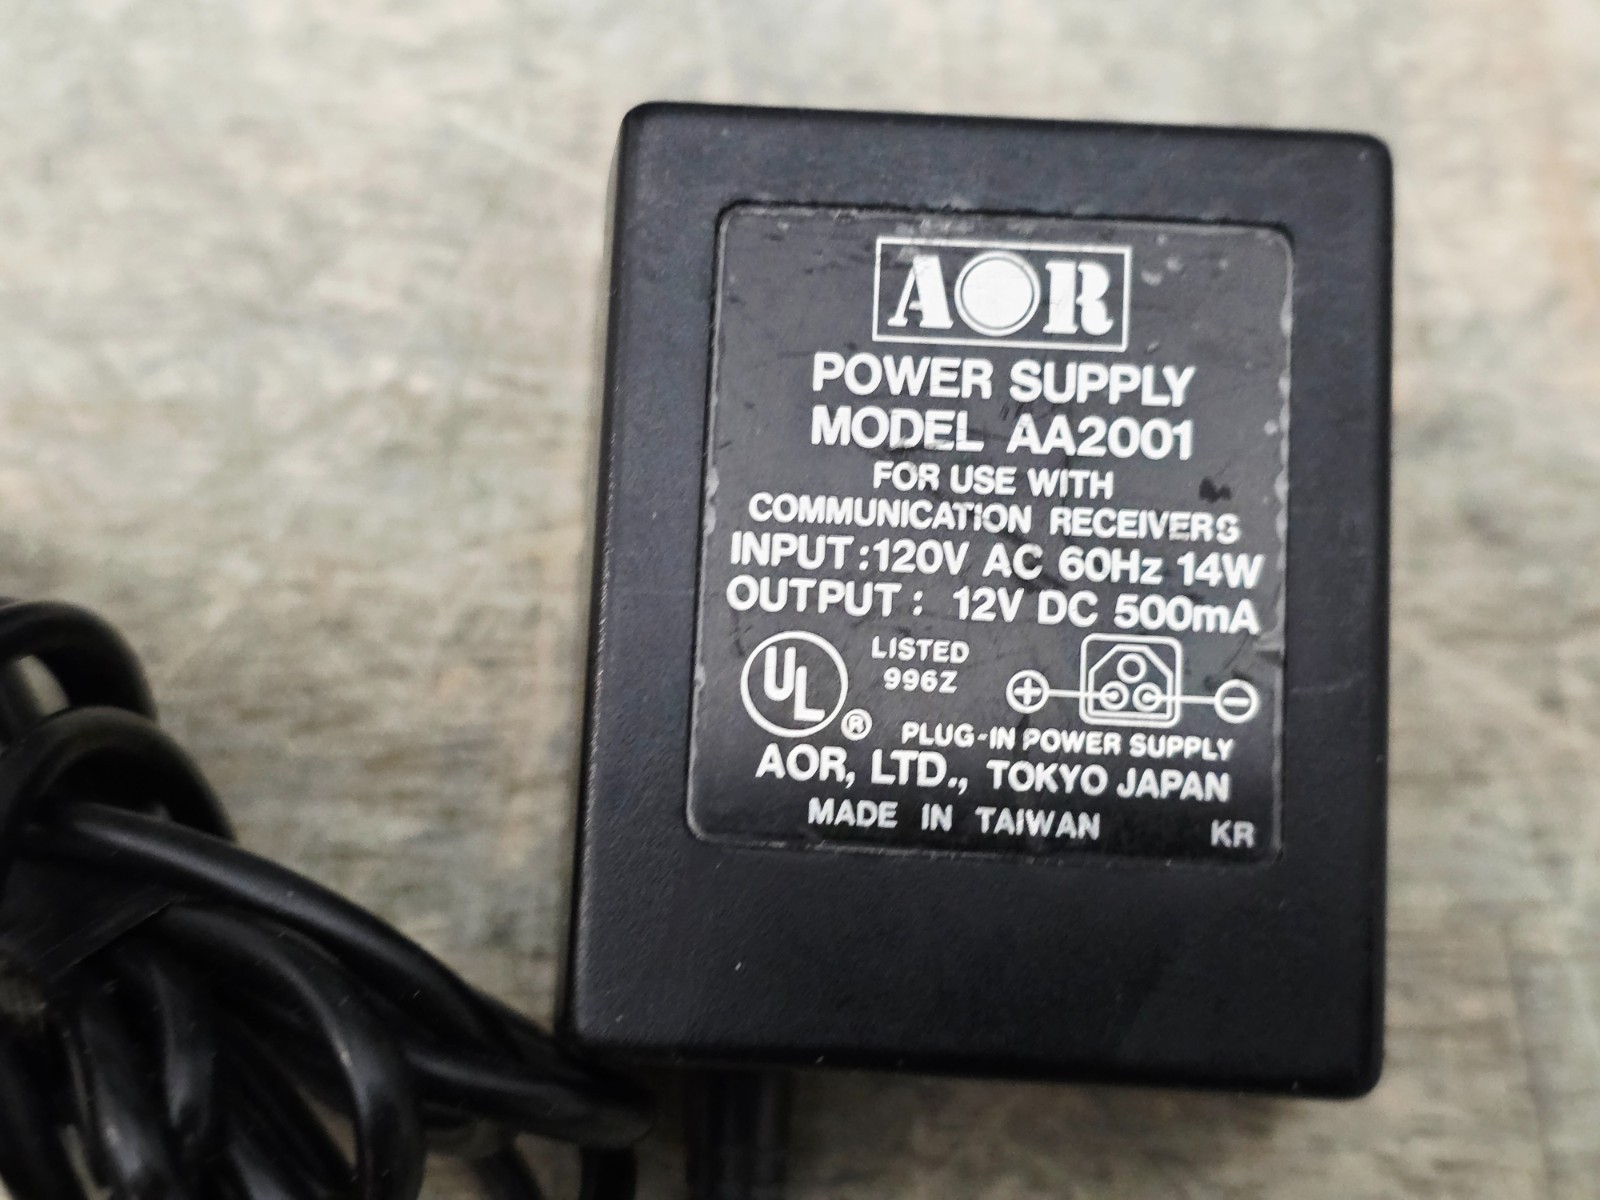 AOR
POWER SUPPLY
MODEL AA2001
FOR USE WITH
COMMUNICATION RECEIVERS
INPUT:120V AC 60Hz 14W
OUTPUT: 12V DC 500mA
UL ®
LISTED
996Z
+ -
PLUG-IN POWER SUPPLY
AOR, LTD., TOKYO JAPAN
MADE IN TAIWAN KR